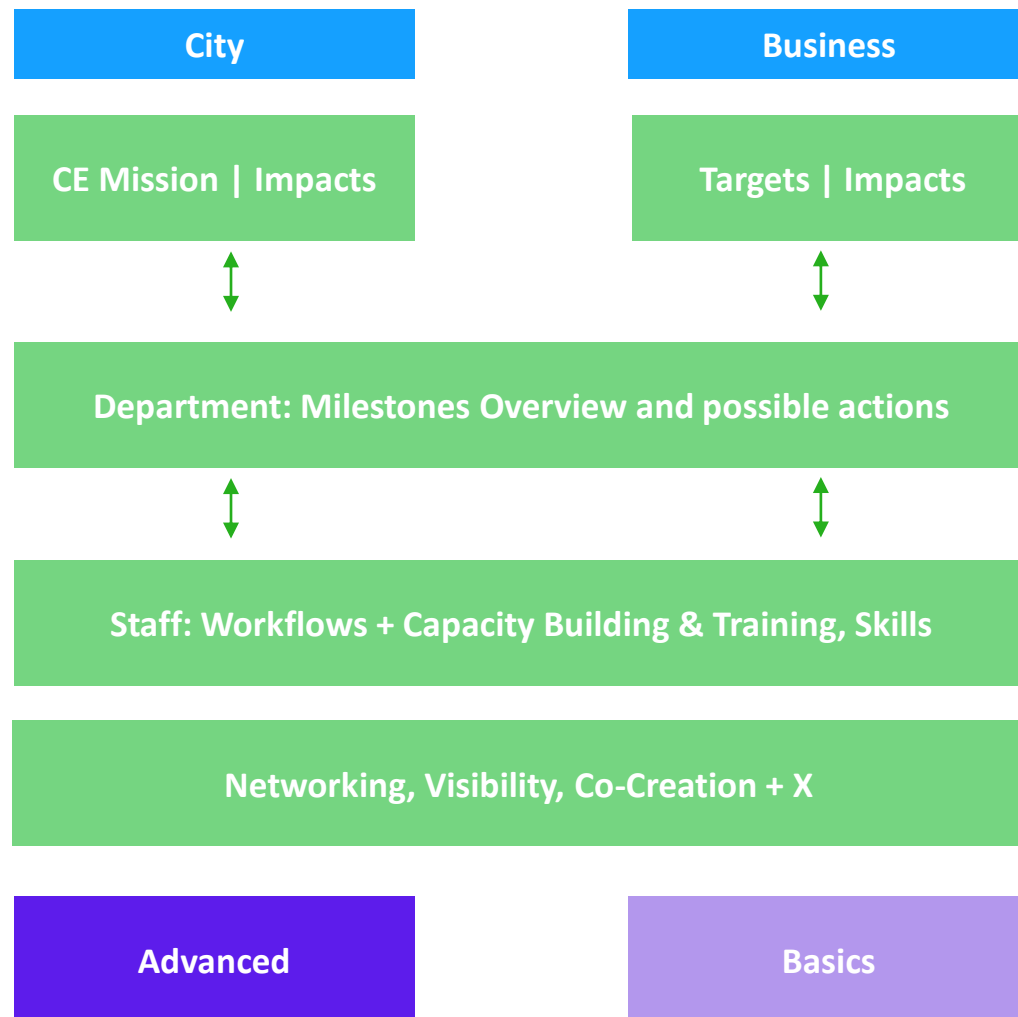 City
Business
CE Mission | Impacts
Targets | Impacts
Department: Milestones Overview and possible actions
Staff: Workflows + Capacity Building & Training, Skills
Networking, Visibility, Co-Creation + X
Advanced
Basics